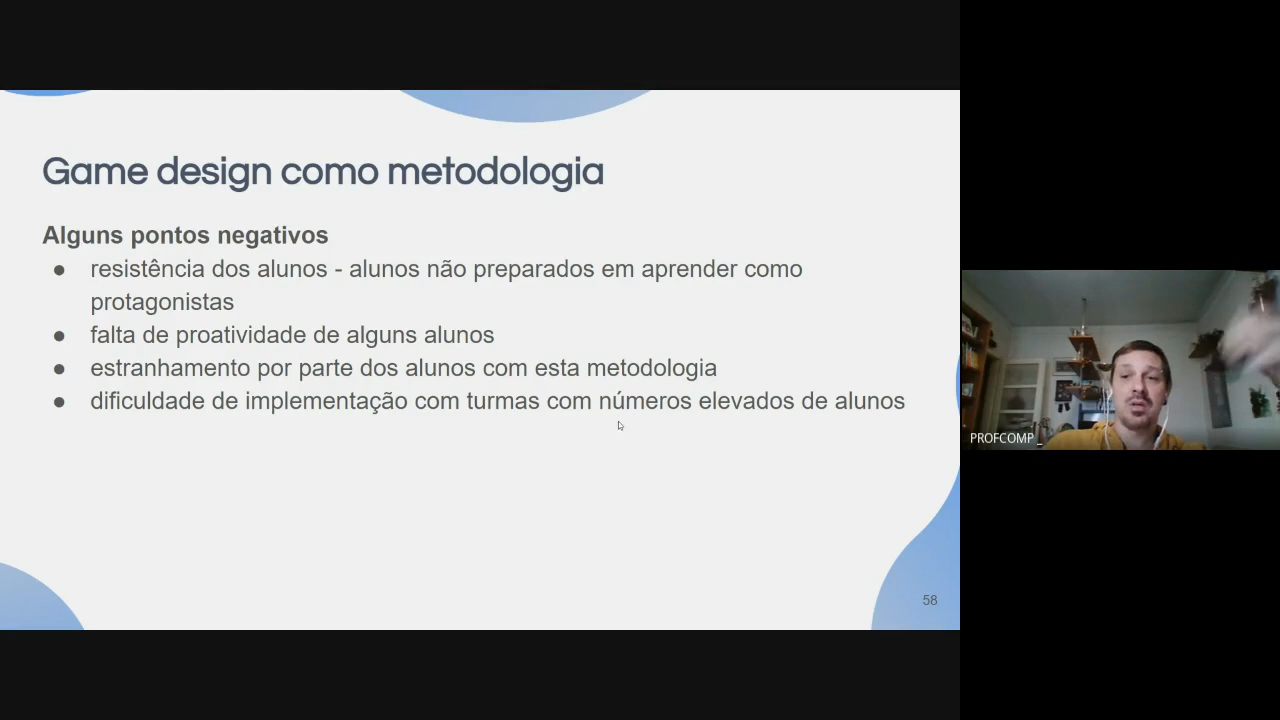 Game design como metodologia
Alguns pontos negativos
● resistência dos alunos - alunos não preparados em aprender como
protagonistas
● falta de proatividade de alguns alunos
● estranhamento por parte dos alunos com esta metodologia
● dificuldade de implementação com turmas com números elevados de alunos
58
PROFCOMP _